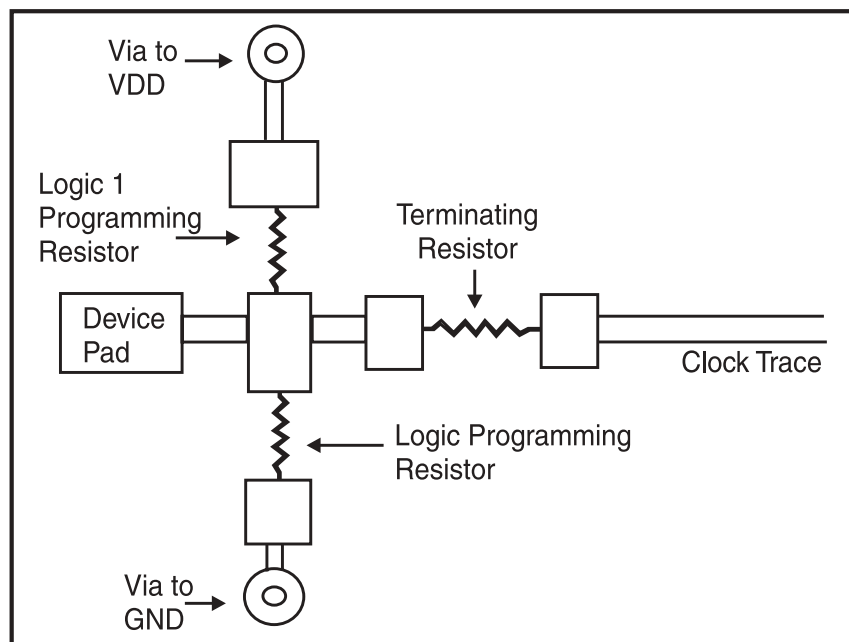 Via to
VDD
Logic 1
Programming
Resistor
Terminating
Resistor
Device
Pad
Clock Trace
Logic Programming
Resistor
Via to
GND